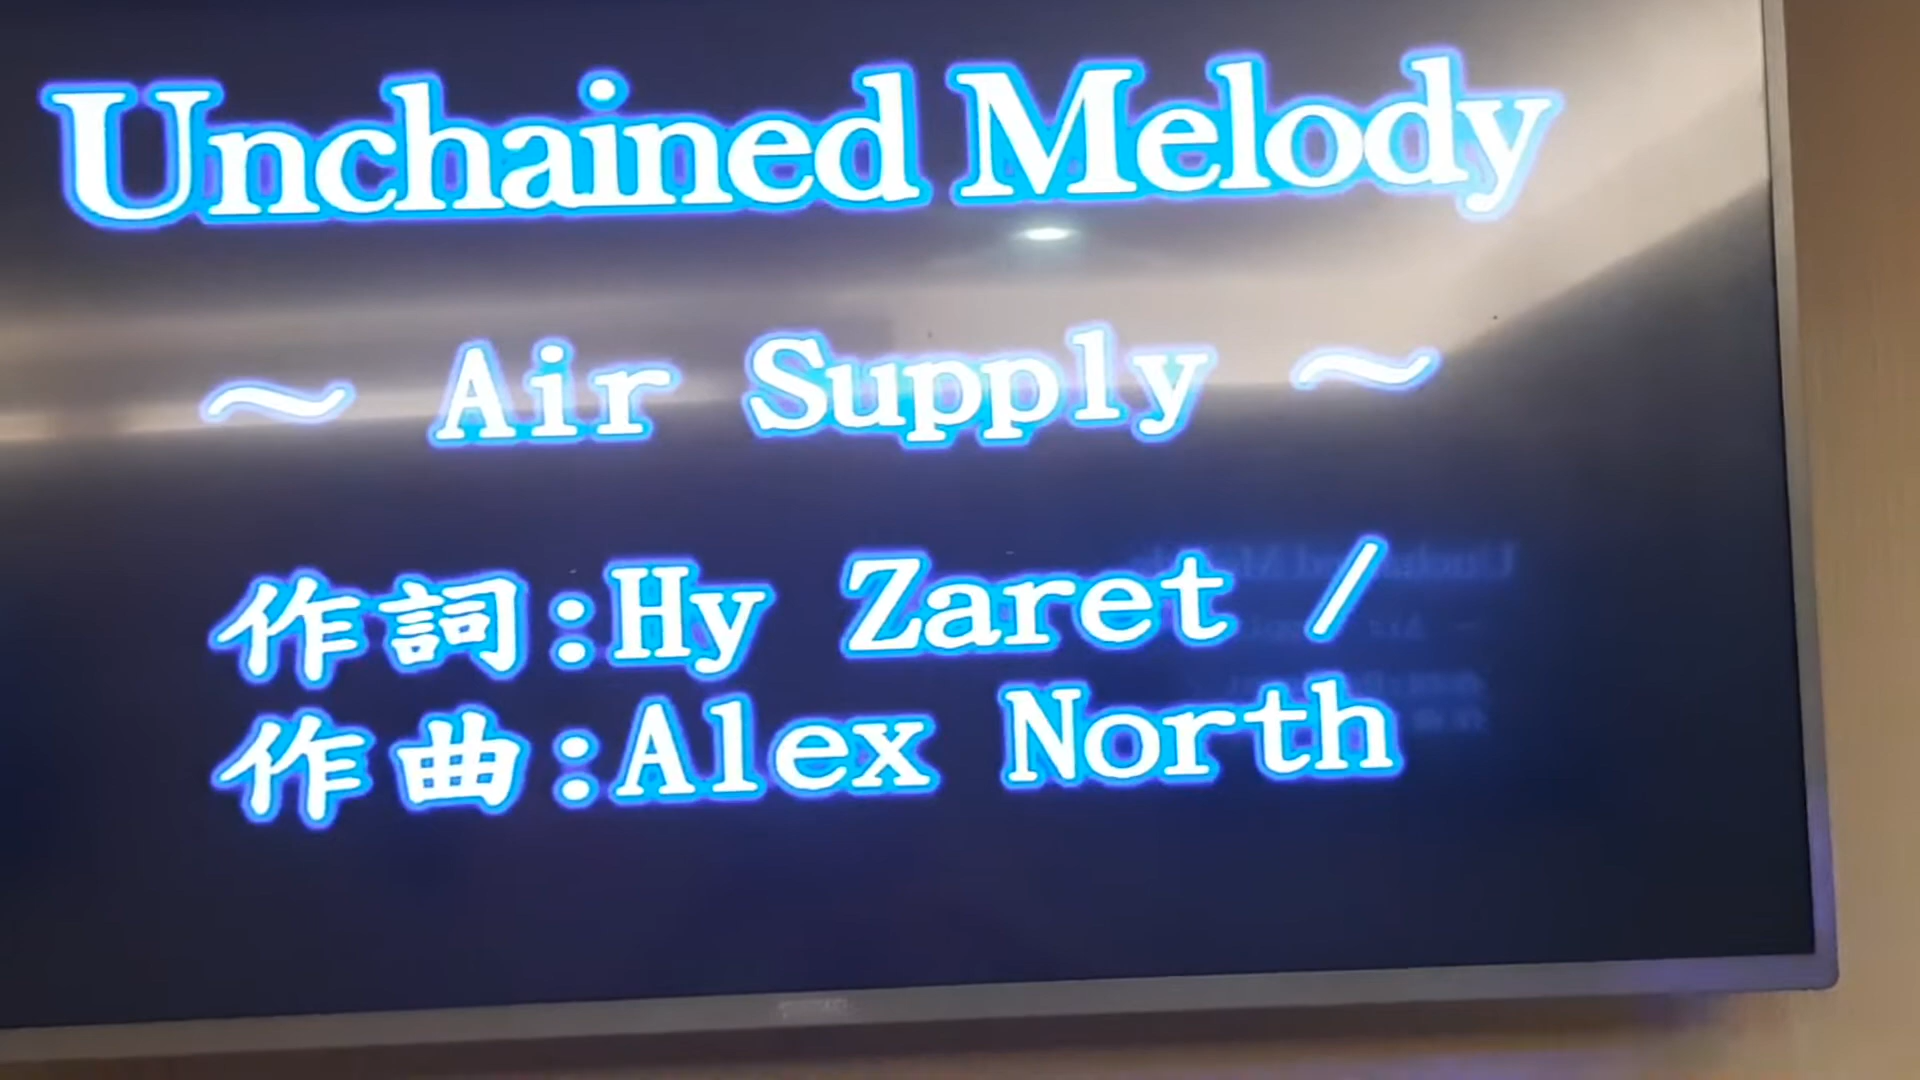 Unchained Melody
～ Air Supply ～
作詞:Hy Zaret /
作曲:Alex North